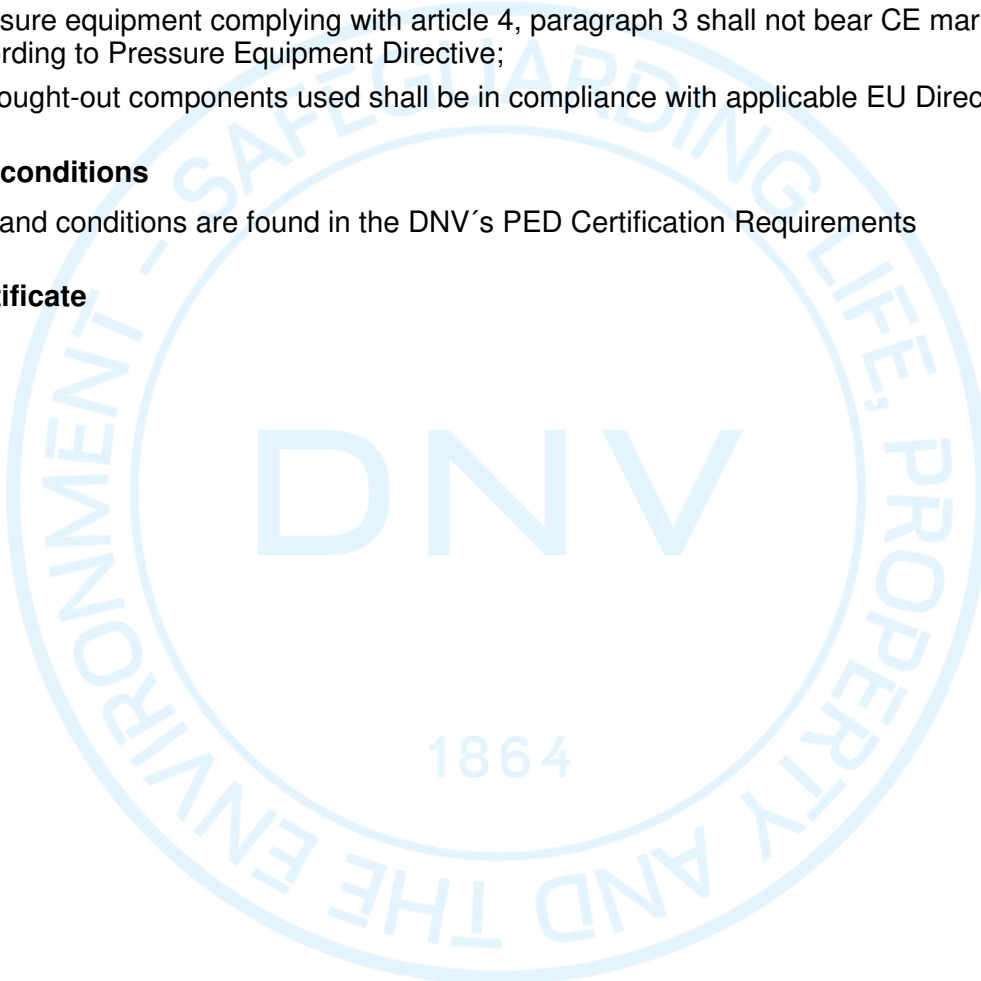 sure equipment complying with article 4, paragraph 3 shall not bear CE mar
rding to Pressure Equipment Directive;
ought-out components used shall be in compliance with applicable EU Direc
conditions
and conditions are found in the DNV´s PED Certification Requirements
tificate
SAFEGUARDING LIFE, PROPERTY AND THE ENVIRONMENT -
DNV
1864